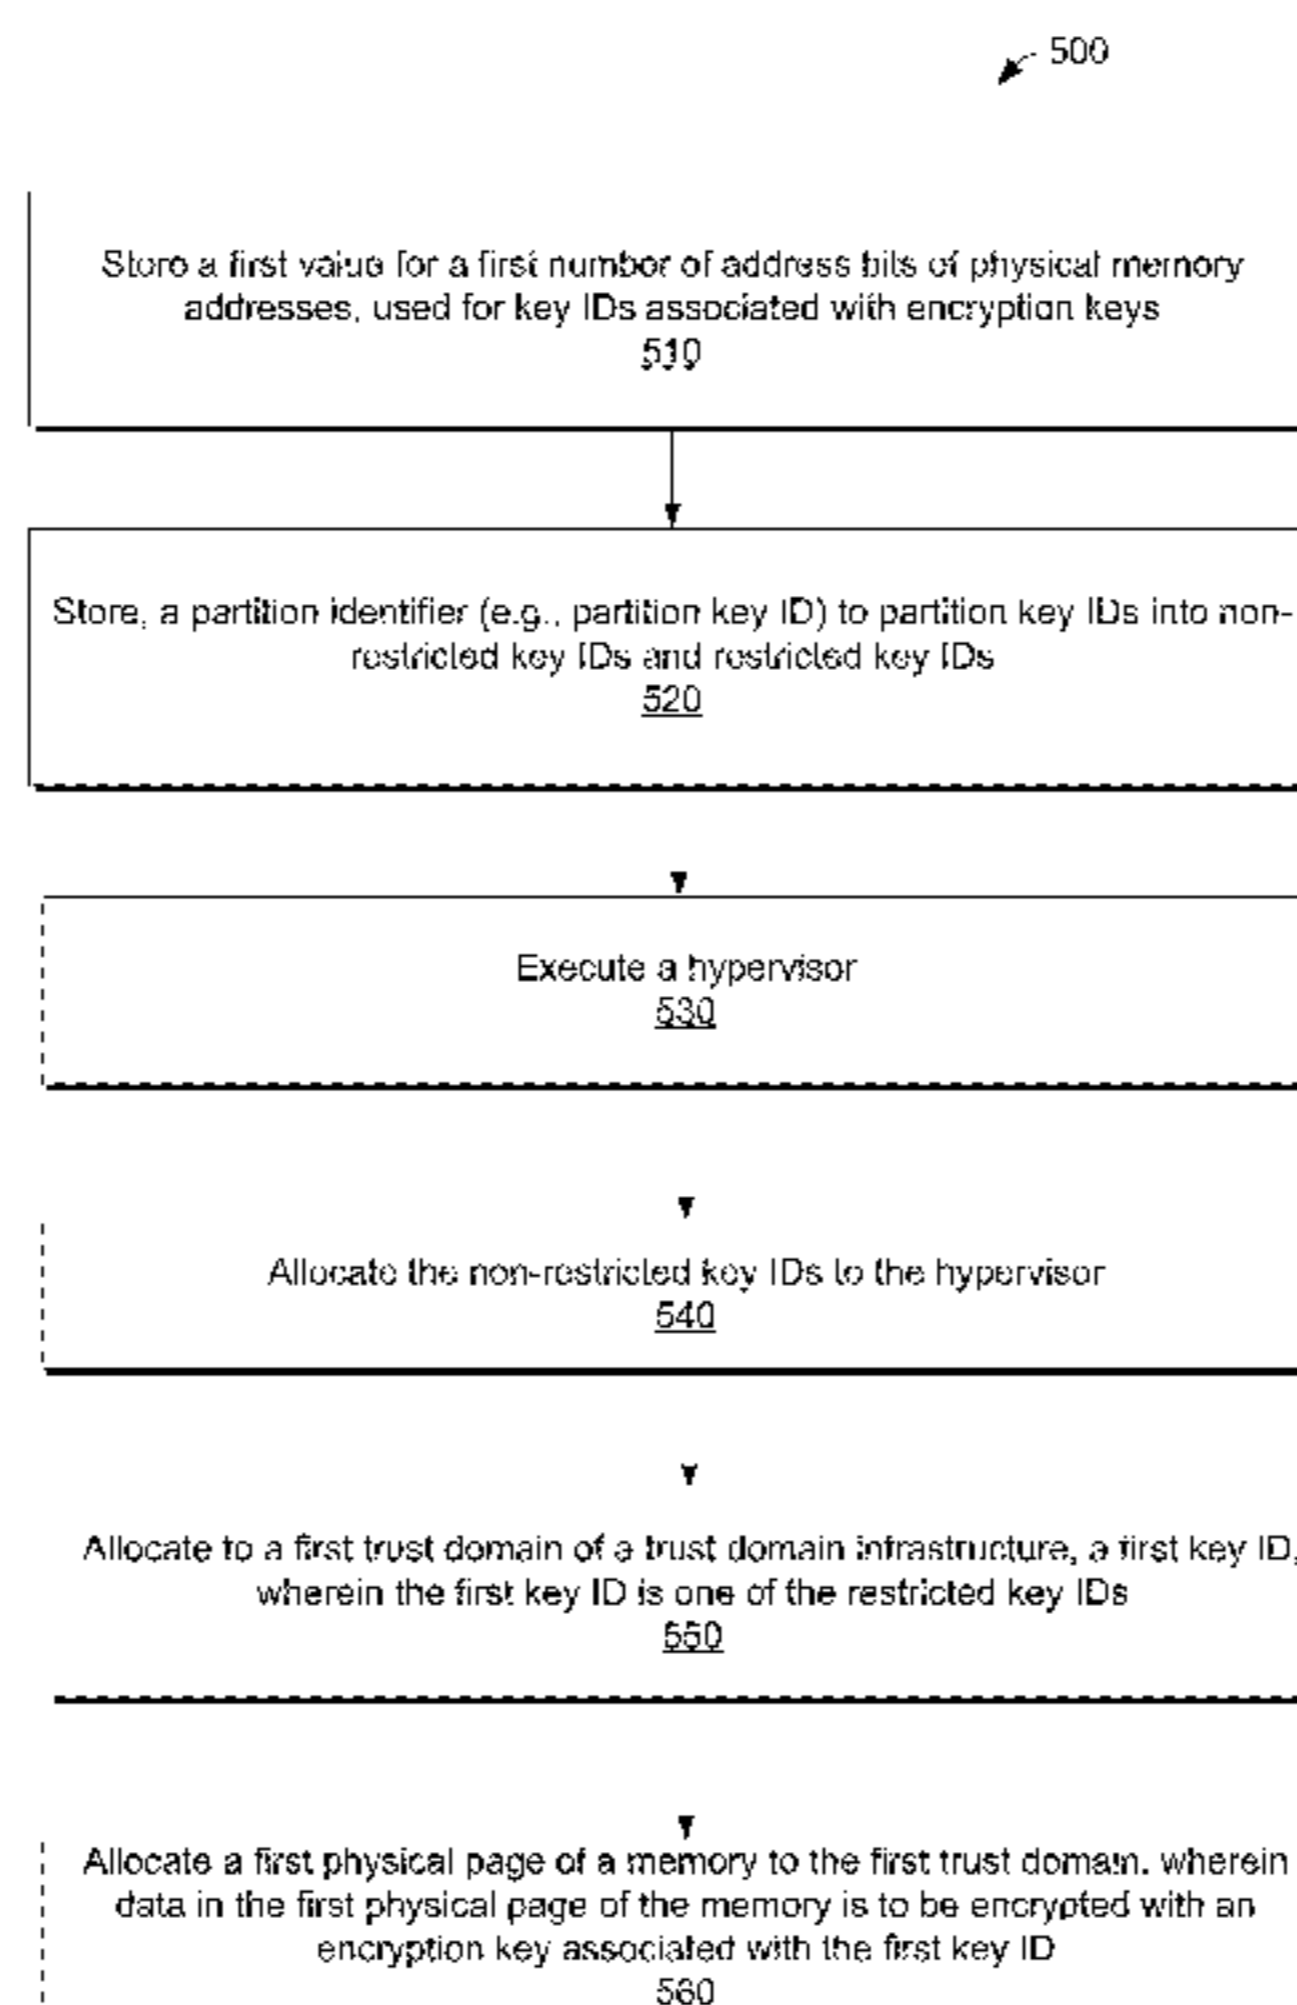 500
Store a first value for a first number of address bits of physical memory
addresses, used for key IDs associated with encryption keys
510
Store, a partition identifier (e.g., partition key ID) to partition key IDs into non-
restricted key IDs and restricted key IDs
520
Execute a hypervisor
530
Allocate the non-restricted key IDs to the hypervisor
540
Allocate to a first trust domain of a trust domain infrastructure, a first key ID,
wherein the first key ID is one of the restricted key IDs
550
Allocate a first physical page of a memory to the first trust domain, wherein
data in the first physical page of the memory is to be encrypted with an
encryption key associated with the first key ID
560